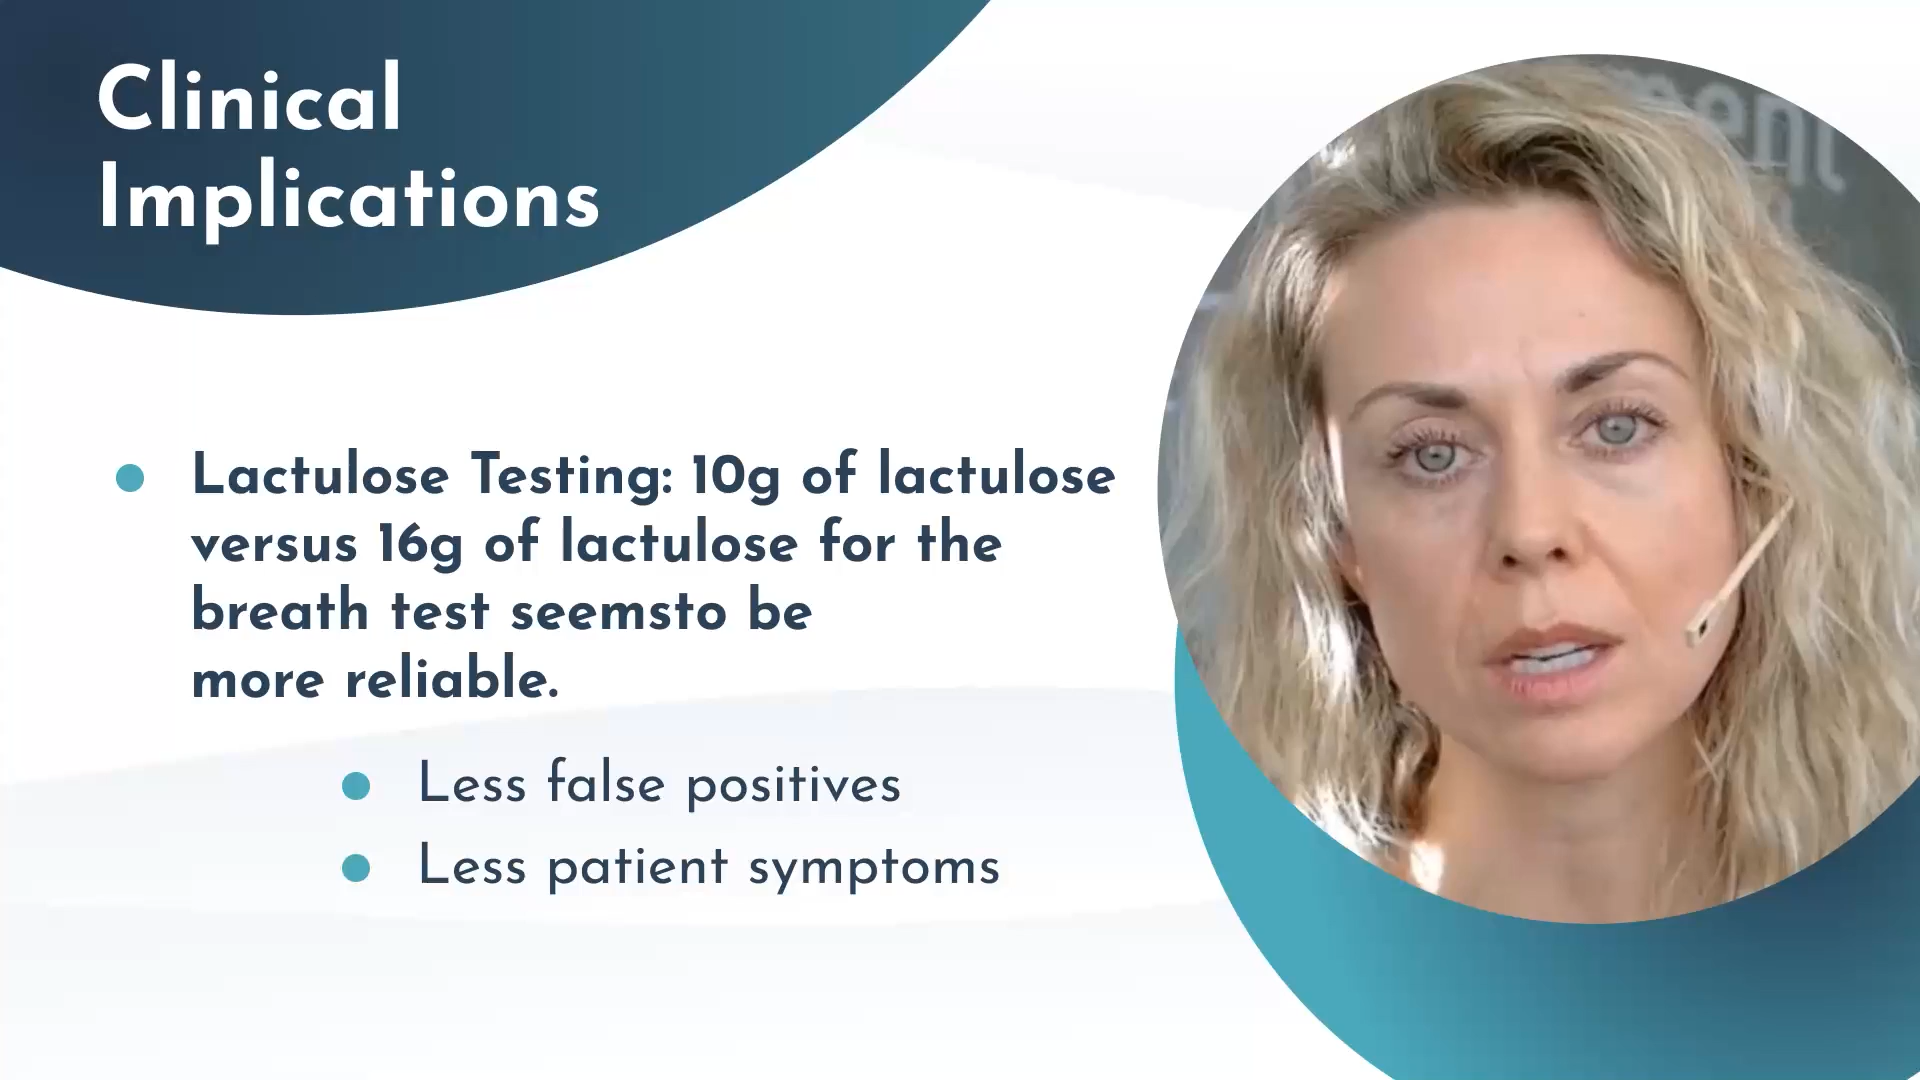 Clinical
Implications
Lactulose Testing: 10g of lactulose
versus 16g of lactulose for the
breath test seemsto be
more reliable.
Less false positives
Less patient symptoms